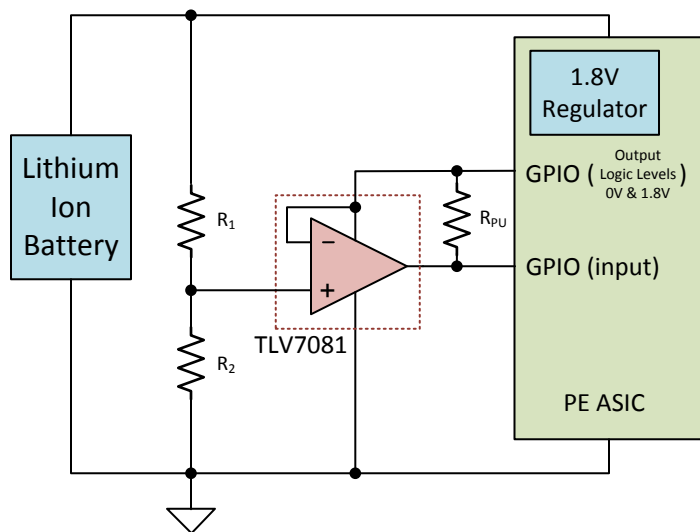 Lithium
Ion
Battery
R1
R2
−
+
TLV7081
RPU
1.8V
Regulator
GPIO ( Output
Logic Levels
0V & 1.8V )
GPIO (input)
PE ASIC